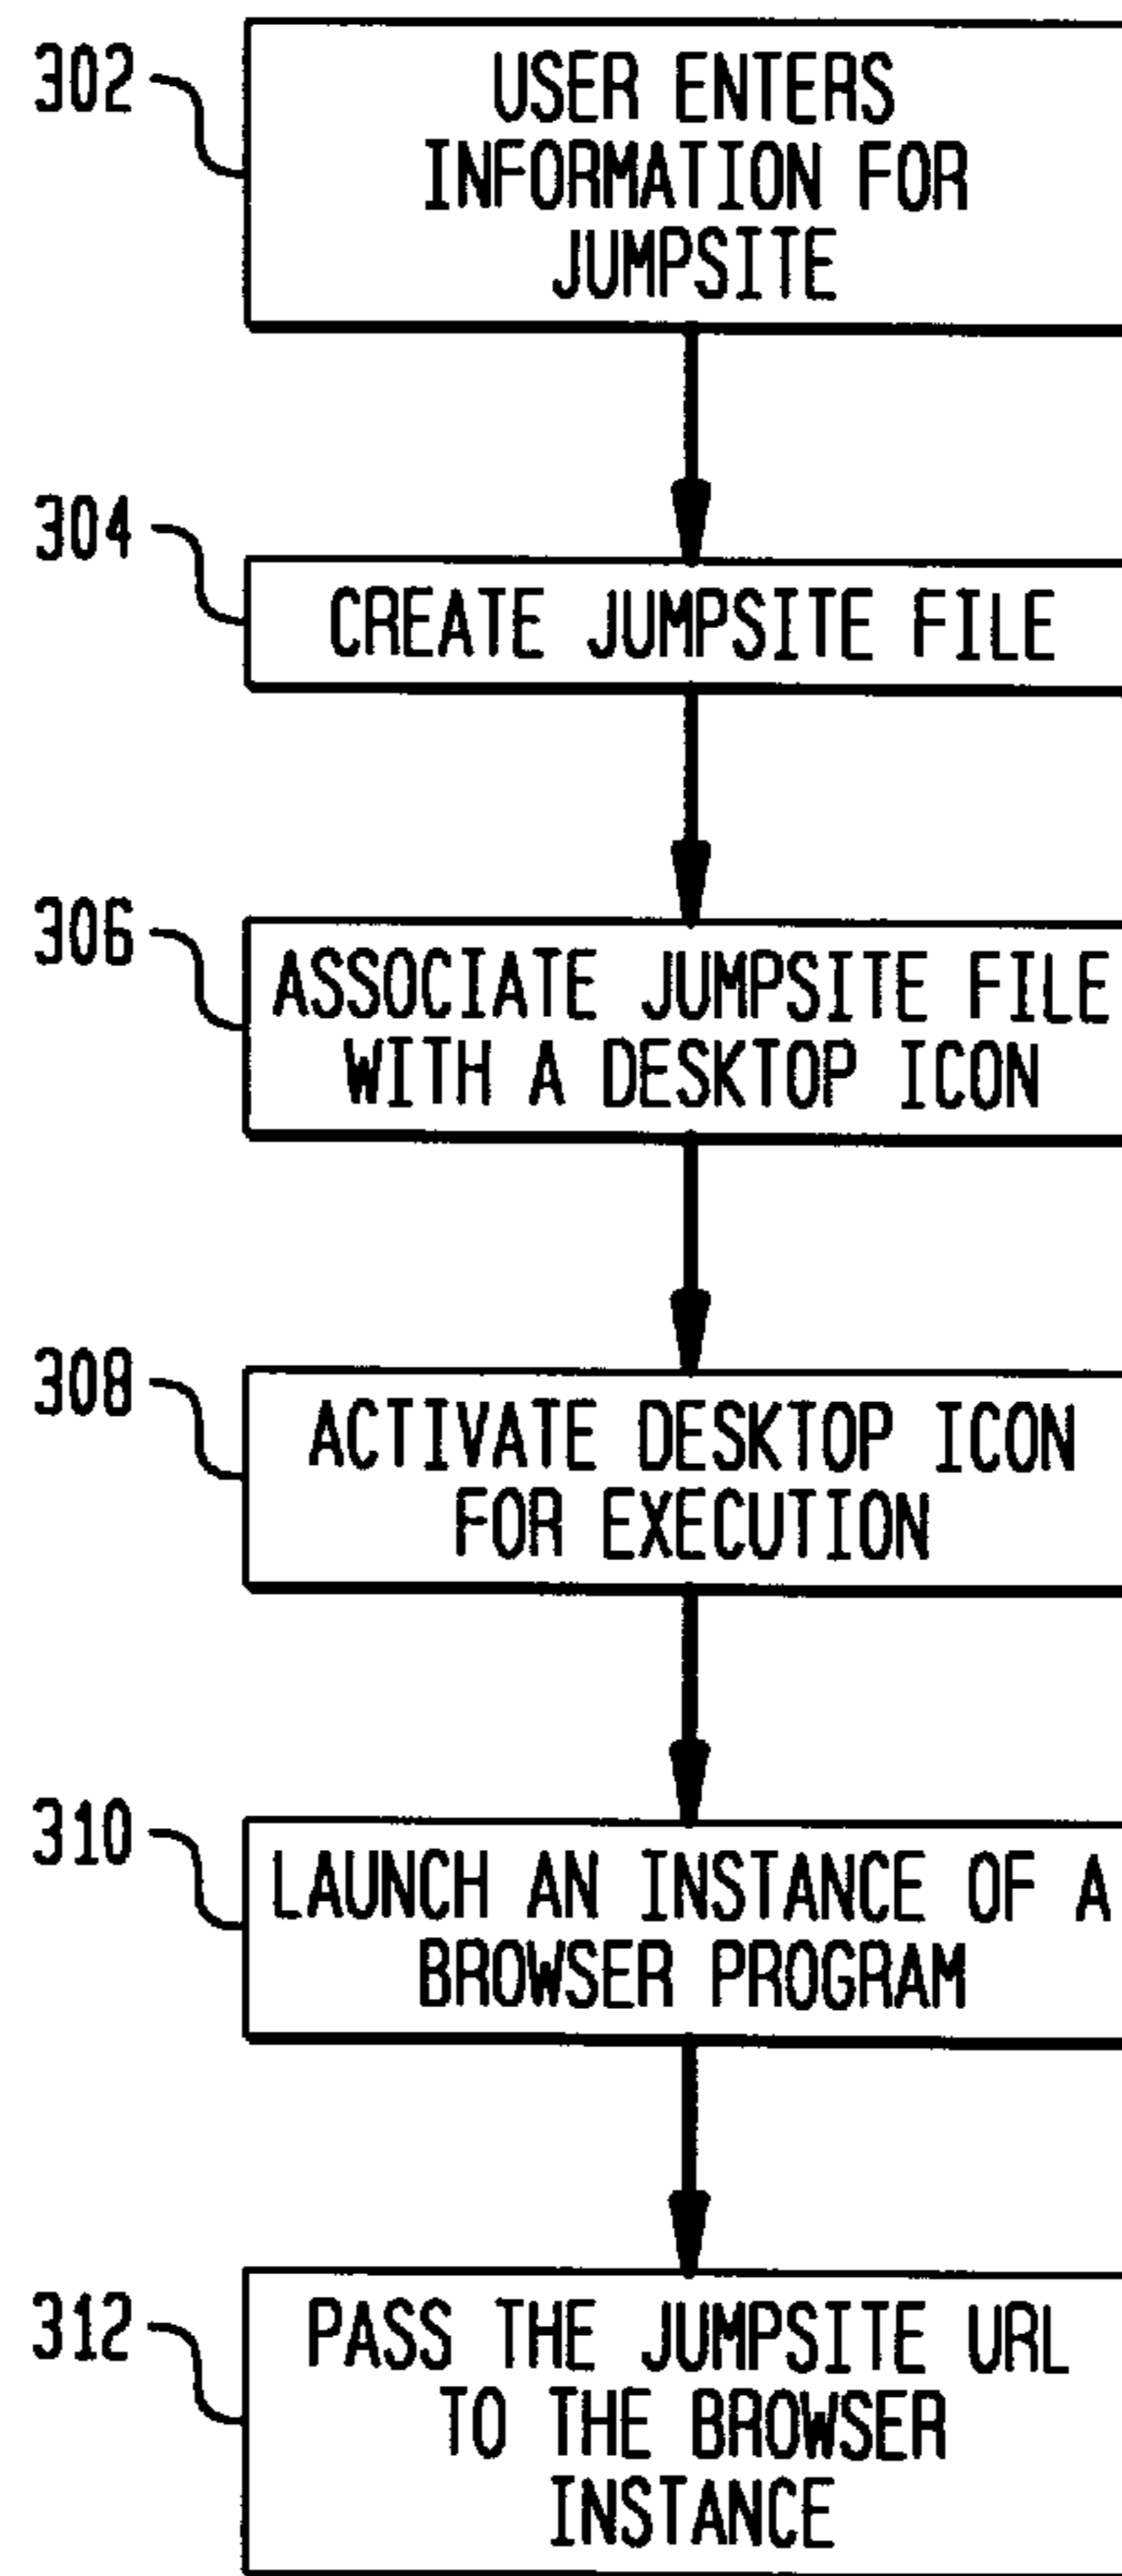 302
USER ENTERS
INFORMATION FOR
JUMPSITE
304
CREATE JUMPSITE FILE
306
ASSOCIATE JUMPSITE FILE
WITH A DESKTOP ICON
308
ACTIVATE DESKTOP ICON
FOR EXECUTION
310
LAUNCH AN INSTANCE OF A
BROWSER PROGRAM
312
PASS THE JUMPSITE URL
TO THE BROWSER
INSTANCE